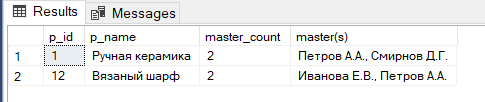 Results Messages
p_id p_name master_count master(s)
1 1 Ручная керамика 2 Петров А.А., Смирнов Д.Г.
2 12 Вязаный шарф 2 Иванова Е.В., Петров А.А.